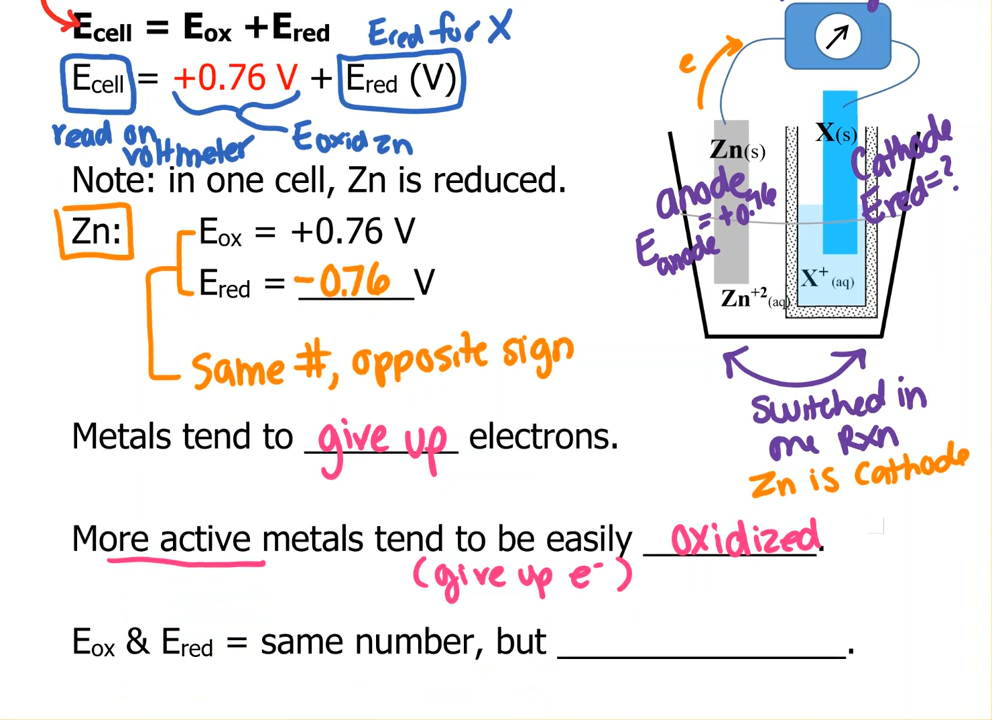 Ecell = Eox +Ered
Ered for X
Ecell = +0.76 V + Ered (V)
read on voltmeter
Eoxid Zn
Note: in one cell, Zn is reduced.
Zn:
Eox = +0.76 V
Ered = -0.76 V
Same #, opposite sign
Metals tend to give up electrons.
More active metals tend to be easily oxidized.
(give up e⁻)
Eox & Ered = same number, but _______________.
e
Zn(s)
X(s)
anode
= +0.76
Eanode
Cathode
Ered=?
Zn⁺²(aq)
X⁺(aq)
Switched in
one Rxn
Zn is cathode